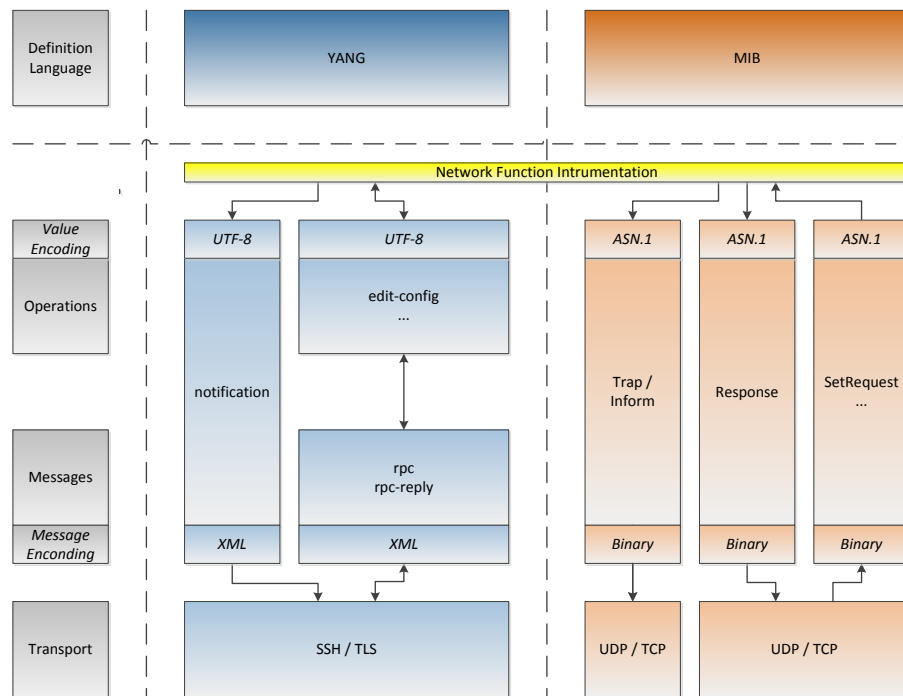 Definition
Language
YANG
MIB
Network Function Intrumentation
Value
Encoding
UTF-8
UTF-8
ASN.1
ASN.1
ASN.1
Operations
edit-config
...
notification
Trap /
Inform
Response
SetRequest
...
Messages
rpc
rpc-reply
Message
Enconding
XML
XML
Binary
Binary
Binary
Transport
SSH / TLS
UDP / TCP
UDP / TCP